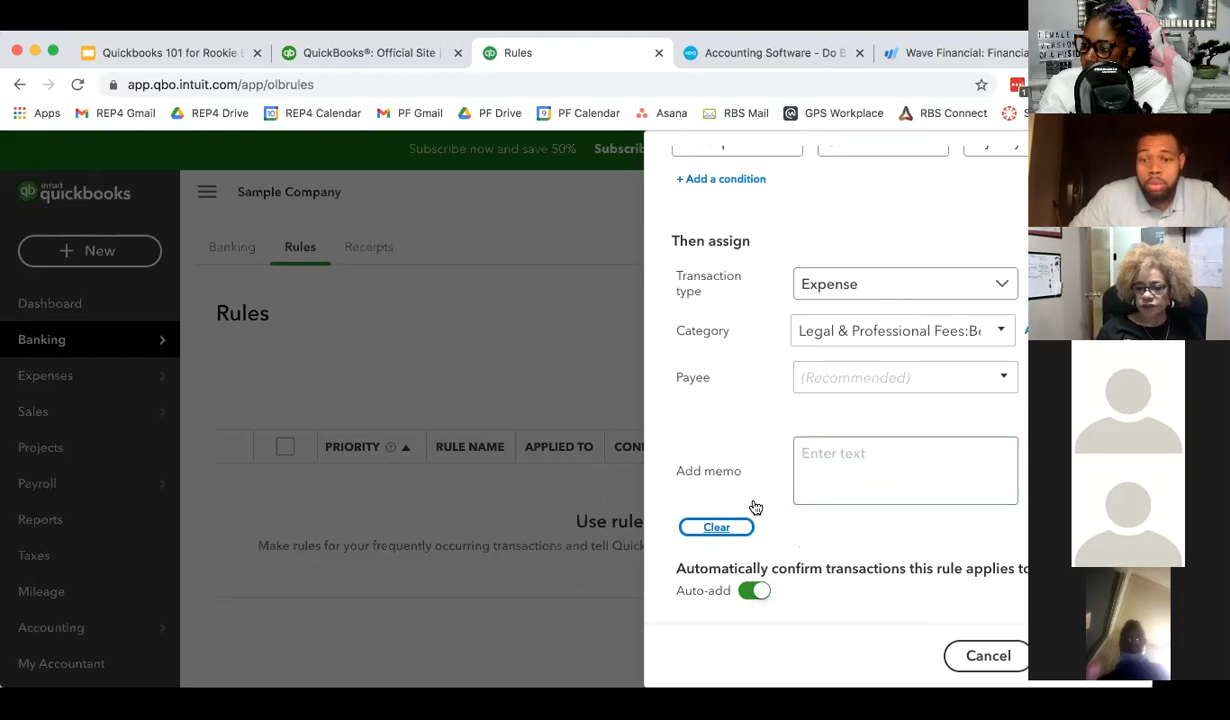 Quickbooks 101 for Rookie
QuickBooks®: Official Site
Rules
Accounting Software - Do B
Wave Financial: Financi
app.qbo.intuit.com/app/olbrules
Apps
REP4 Gmail
REP4 Drive
REP4 Calendar
PF Gmail
PF Drive
PF Calendar
Asana
RBS Mail
GPS Workplace
RBS Connect
Subscribe now and save 50%
intuit
quickbooks
Sample Company
+ Add a condition
New
Banking
Rules
Receipts
Then assign
Transaction
type
Expense
Dashboard
Rules
Banking
Category
Legal & Professional Fees:Bo
Expenses
Payee
(Recommended)
Sales
Projects
PRIORITY
RULE NAME
APPLIED TO
Enter text
Add memo
Payroll
Reports
Use rule
Clear
Make rules for your frequently occurring transactions and tell Quick
Taxes
Automatically confirm transactions this rule applies to
Mileage
Auto-add
Accounting
Cancel
My Accountant